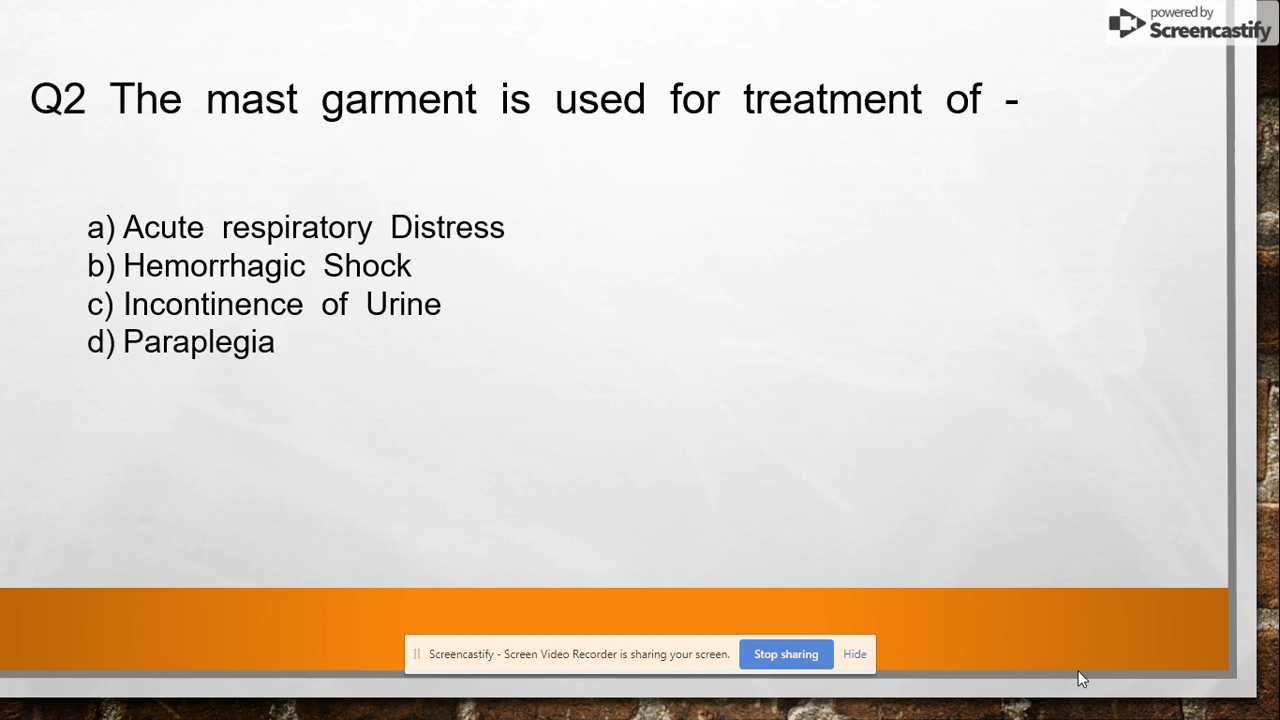 powered by
Screencastify
Q2 The mast garment is used for treatment of -
a) Acute respiratory Distress
b) Hemorrhagic Shock
c) Incontinence of Urine
d) Paraplegia
Screencastify - Screen Video Recorder is sharing your screen. Stop sharing Hide